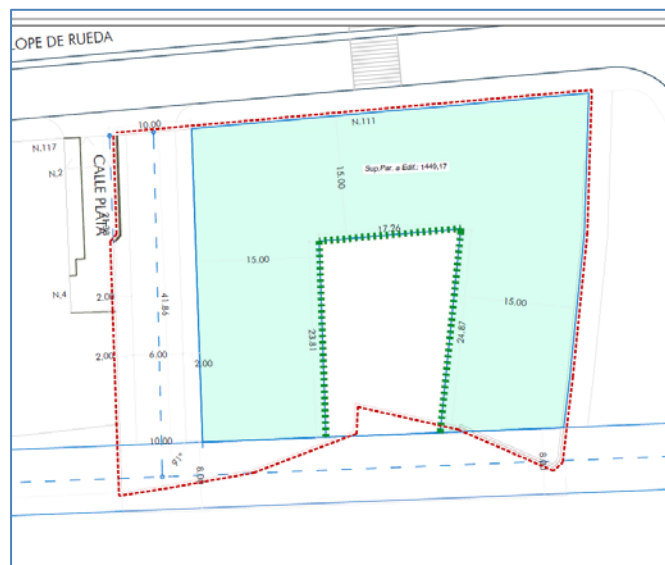 LOPE DE RUEDA
10.00
N.111
N.117
N.2
CALLE PLATA
15.00
Sup.Par. a Edif.: 1449,17
17.26
15.00
N.4
2.00
41.86
15.00
23.81
24.87
2.00
6.00
2.00
10.00
91°
8.00
8.00